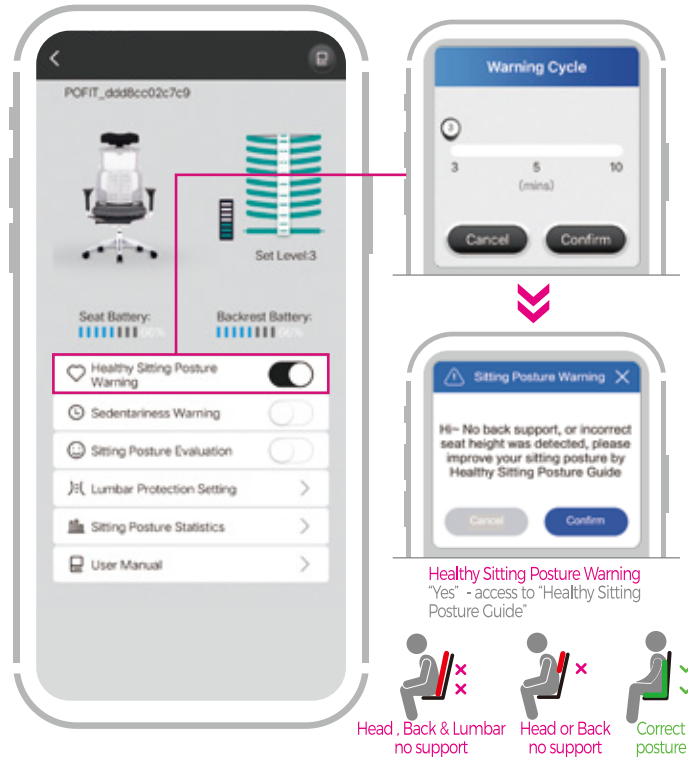 POFIT_ddd8cc02c7c9
Set Level:3
Seat Battery:
66%
Backrest Battery:
66%
Healthy Sitting Posture
Warning
Sedentariness Warning
Sitting Posture Evaluation
Lumbar Protection Setting
Sitting Posture Statistics
User Manual
Warning Cycle
3
3 5 10
(mins)
Cancel Confirm
Sitting Posture Warning
Hi~ No back support, or incorrect
seat height was detected, please
improve your sitting posture by
Healthy Sitting Posture Guide
Cancel Confirm
Healthy Sitting Posture Warning
"Yes" - access to "Healthy Sitting
Posture Guide"
Head , Back & Lumbar
no support
Head or Back
no support
Correct
posture